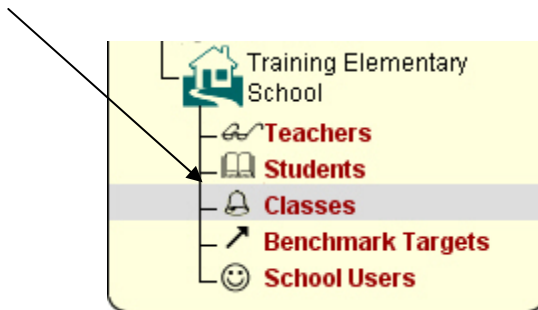 Training Elementary
School
Teachers
Students
Classes
Benchmark Targets
School Users